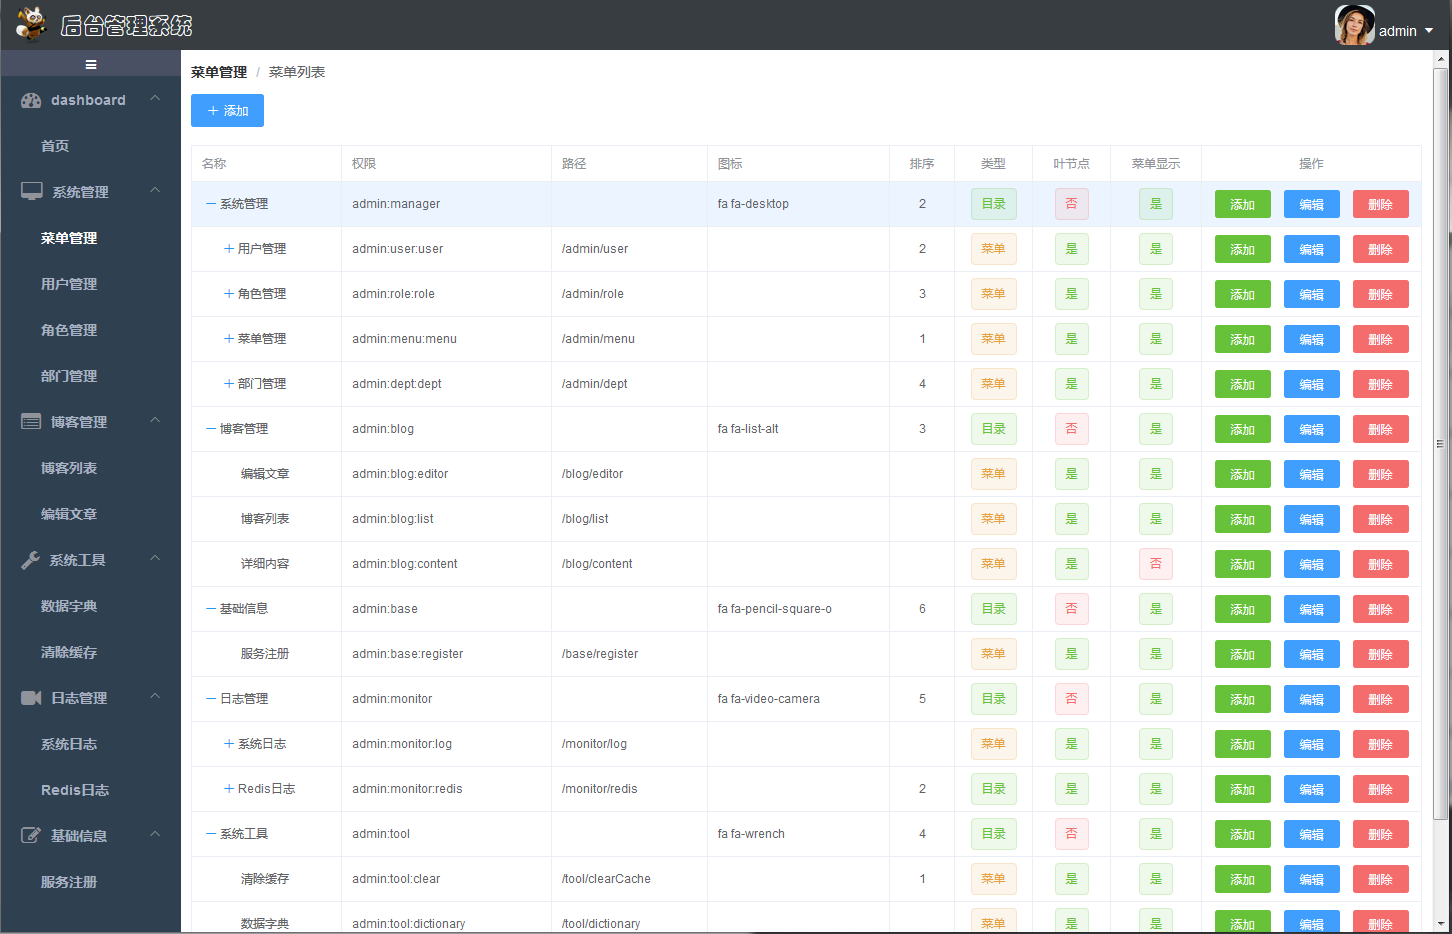 后台管理系统
admin
dashboard
首页
系统管理
菜单管理
用户管理
角色管理
部门管理
博客管理
博客列表
编辑文章
系统工具
数据字典
清除缓存
日志管理
系统日志
Redis日志
基础信息
服务注册
菜单管理 / 菜单列表
+ 添加
名称 权限 路径 图标 排序 类型 叶节点 菜单显示 操作
系统管理 admin:manager fa fa-desktop 2 目录 否 是 添加 编辑 删除
用户管理 admin:user:user /admin/user 2 菜单 是 是 添加 编辑 删除
角色管理 admin:role:role /admin/role 3 菜单 是 是 添加 编辑 删除
菜单管理 admin:menu:menu /admin/menu 1 菜单 是 是 添加 编辑 删除
部门管理 admin:dept:dept /admin/dept 4 菜单 是 是 添加 编辑 删除
博客管理 admin:blog fa fa-list-alt 3 目录 否 是 添加 编辑 删除
编辑文章 admin:blog:editor /blog/editor 菜单 是 是 添加 编辑 删除
博客列表 admin:blog:list /blog/list 菜单 是 是 添加 编辑 删除
详细内容 admin:blog:content /blog/content 菜单 是 否 添加 编辑 删除
基础信息 admin:base fa fa-pencil-square-o 6 目录 否 是 添加 编辑 删除
服务注册 admin:base:register /base/register 菜单 是 是 添加 编辑 删除
日志管理 admin:monitor fa fa-video-camera 5 目录 否 是 添加 编辑 删除
系统日志 admin:monitor:log /monitor/log 菜单 是 是 添加 编辑 删除
Redis日志 admin:monitor:redis /monitor/redis 2 目录 是 是 添加 编辑 删除
系统工具 admin:tool fa fa-wrench 4 目录 否 是 添加 编辑 删除
清除缓存 admin:tool:clear /tool/clearCache 1 菜单 是 是 添加 编辑 删除
数据字典 admin:tool:dictionary /tool/dictionary 菜单 是 是 添加 编辑 删除